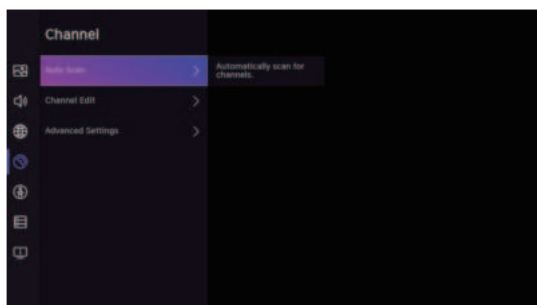 Channel
Auto Scan
Automatically scan for
channels.
Channel Edit
Advanced Settings